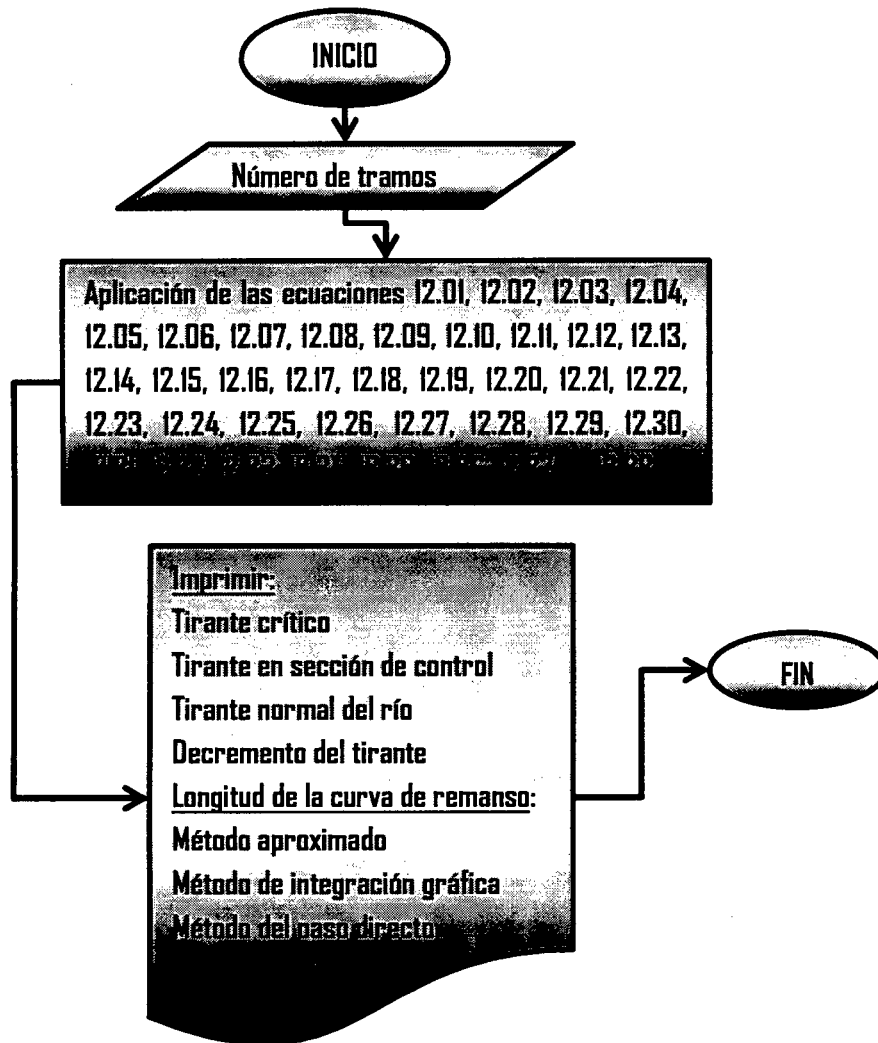 INICIO
Número de tramos
Aplicación de las ecuaciones 12.01, 12.02, 12.03, 12.04,
12.05, 12.06, 12.07, 12.08, 12.09, 12.10, 12.11, 12.12, 12.13,
12.14, 12.15, 12.16, 12.17, 12.18, 12.19, 12.20, 12.21, 12.22,
12.23, 12.24, 12.25, 12.26, 12.27, 12.28, 12.29, 12.30,
Imprimir:
Tirante crítico
Tirante en sección de control
Tirante normal del río
Decremento del tirante
Longitud de la curva de remanso:
Método aproximado
Método de integración gráfica
Método del paso directo
FIN